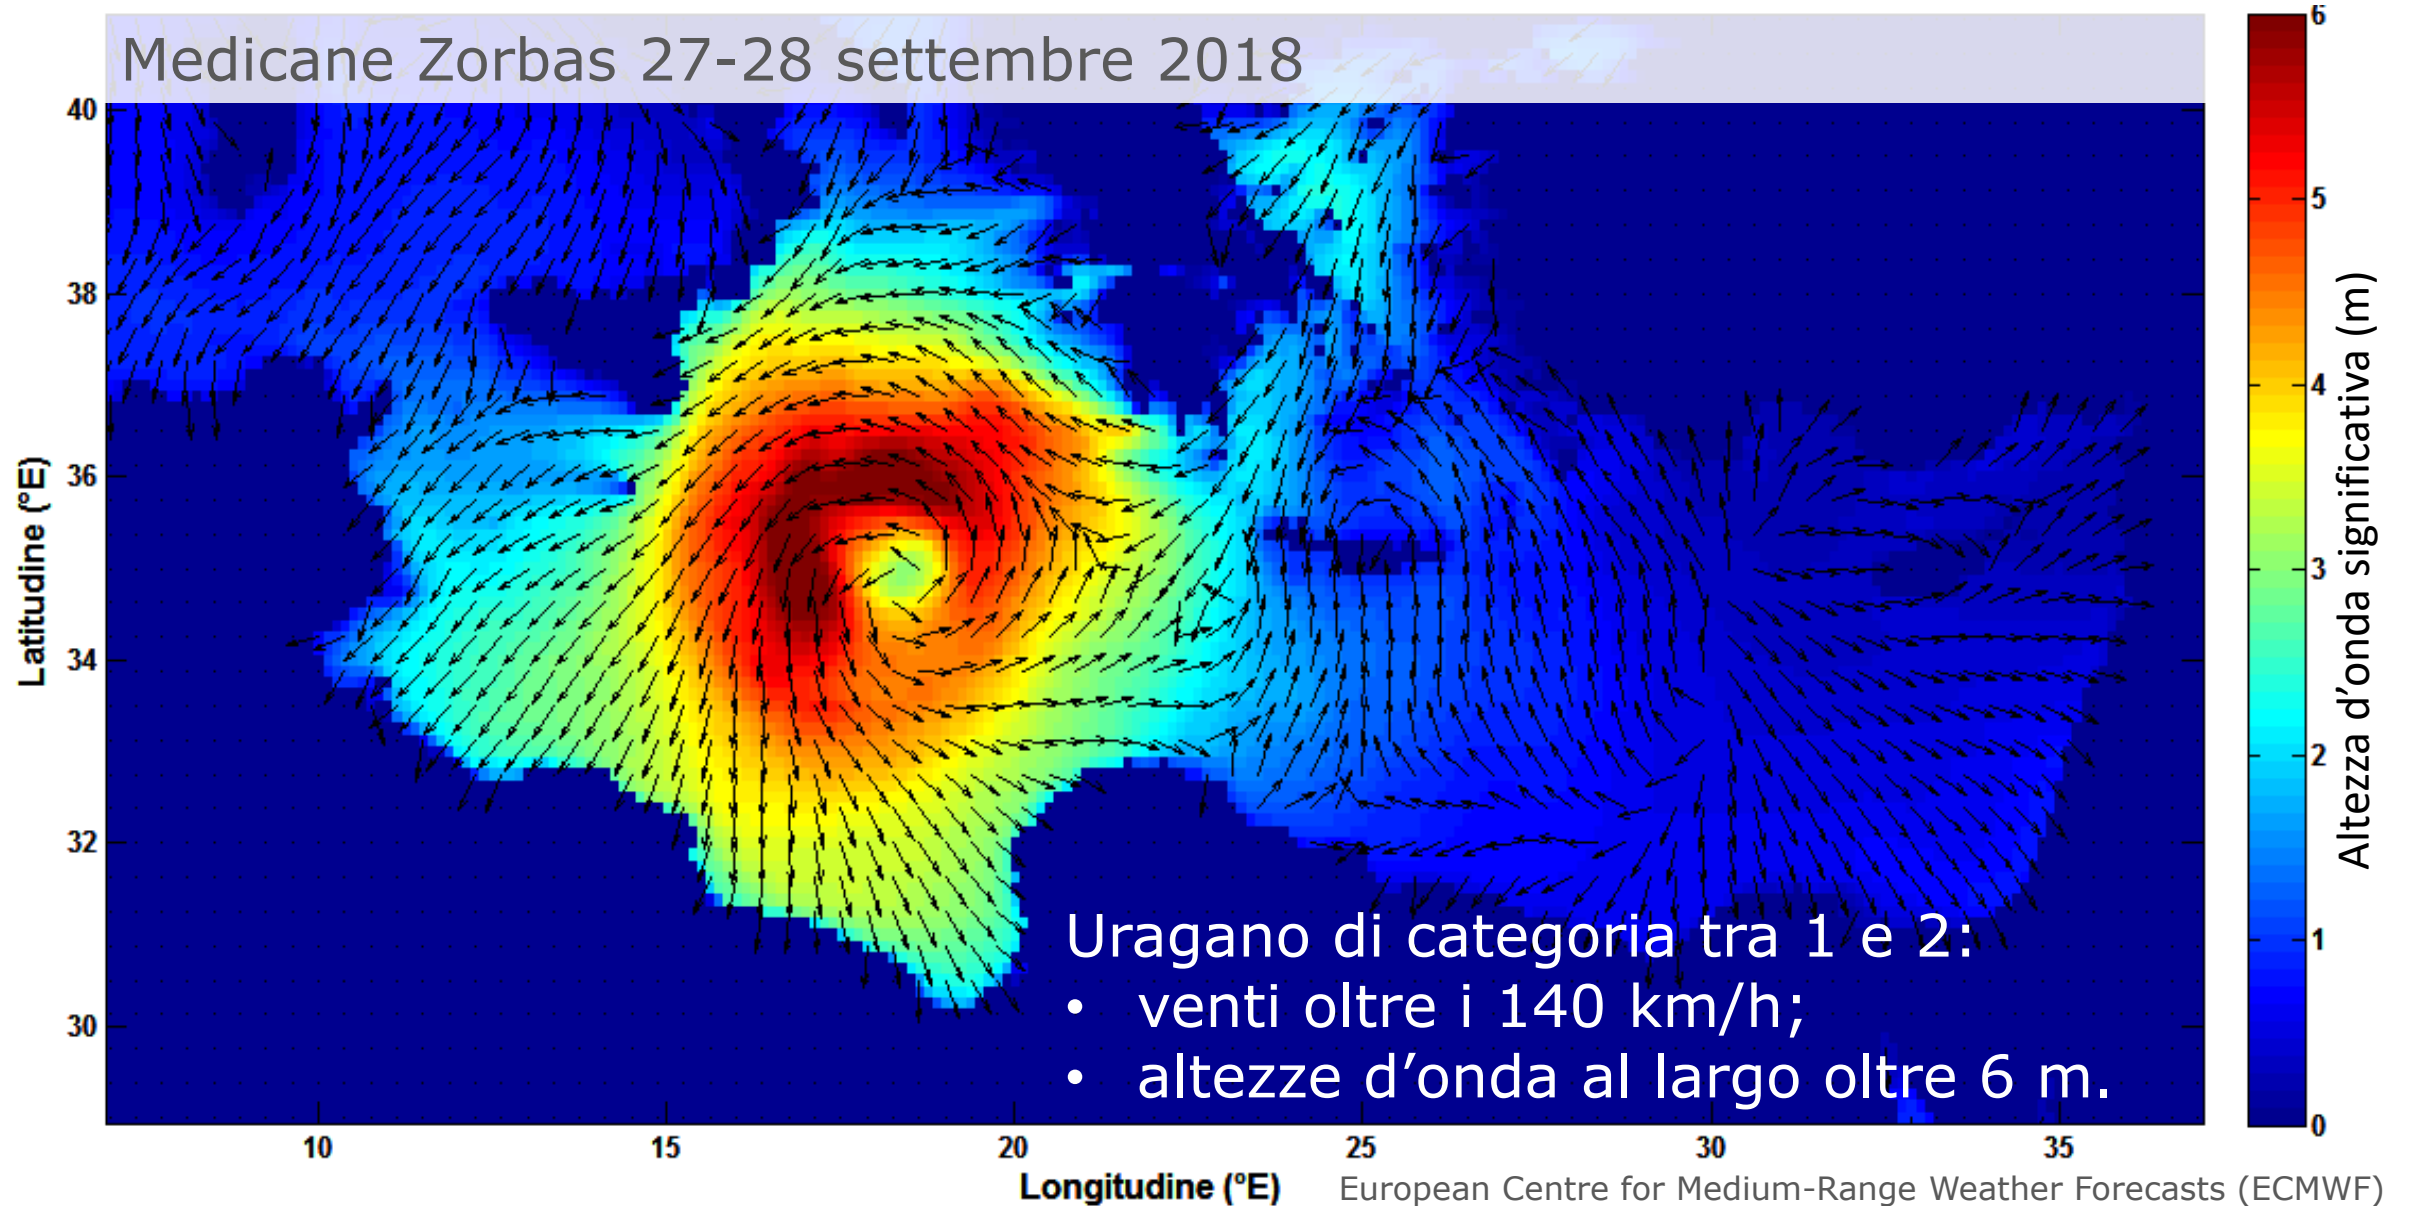 Medicane Zorbas 27-28 settembre 2018
6
5
4
3
2
1
0
Altezza d’onda significativa (m)
40
38
36
34
32
30
Latitudine (°E)
Uragano di categoria tra 1 e 2:
• venti oltre i 140 km/h;
• altezze d’onda al largo oltre 6 m.
10 15 20 25 30 35
Longitudine (°E)
European Centre for Medium-Range Weather Forecasts (ECMWF)